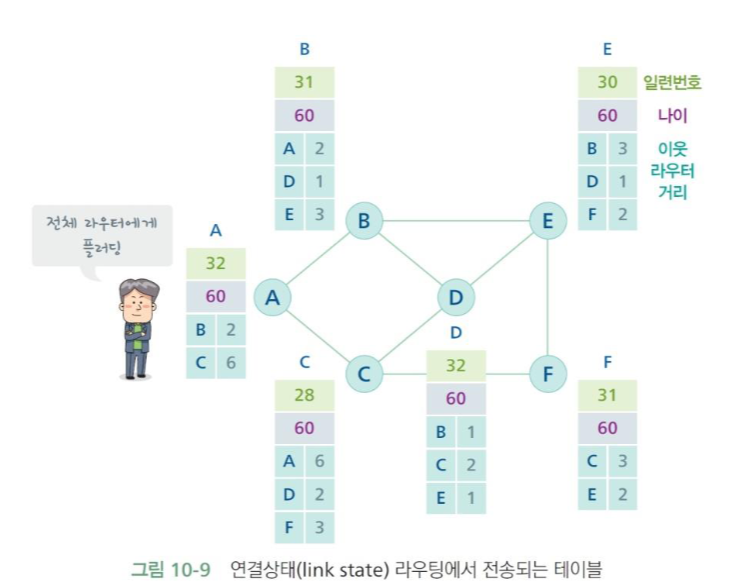 B
31
60
A 2
D 1
E 3
E
30
60
B 3
D 1
F 2
일련번호
나이
이웃
라우터
거리
전체 라우터에게
플러딩
A
32
60
B 2
C 6
B
E
A
D
C
F
C
28
60
A 6
D 2
F 3
D
32
60
B 1
C 2
E 1
F
31
60
C 3
E 2
그림 10-9 연결상태(link state) 라우팅에서 전송되는 테이블